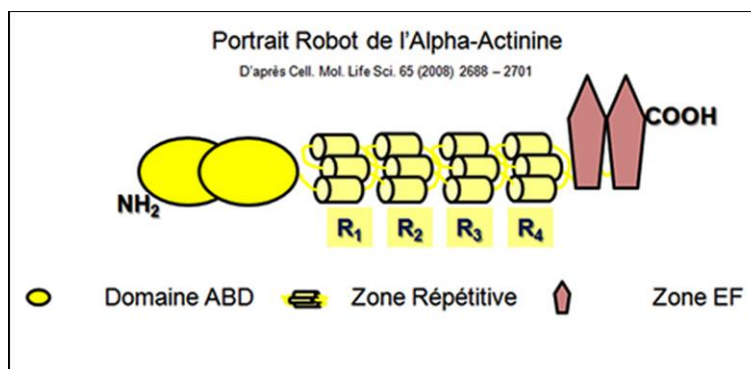 Portrait Robot de l'Alpha-Actinine
D'après Cell. Mol. Life Sci. 65 (2008) 2688 – 2701
COOH
NH₂
R₁ R₂ R₃ R₄
Domaine ABD Zone Répétitive Zone EF